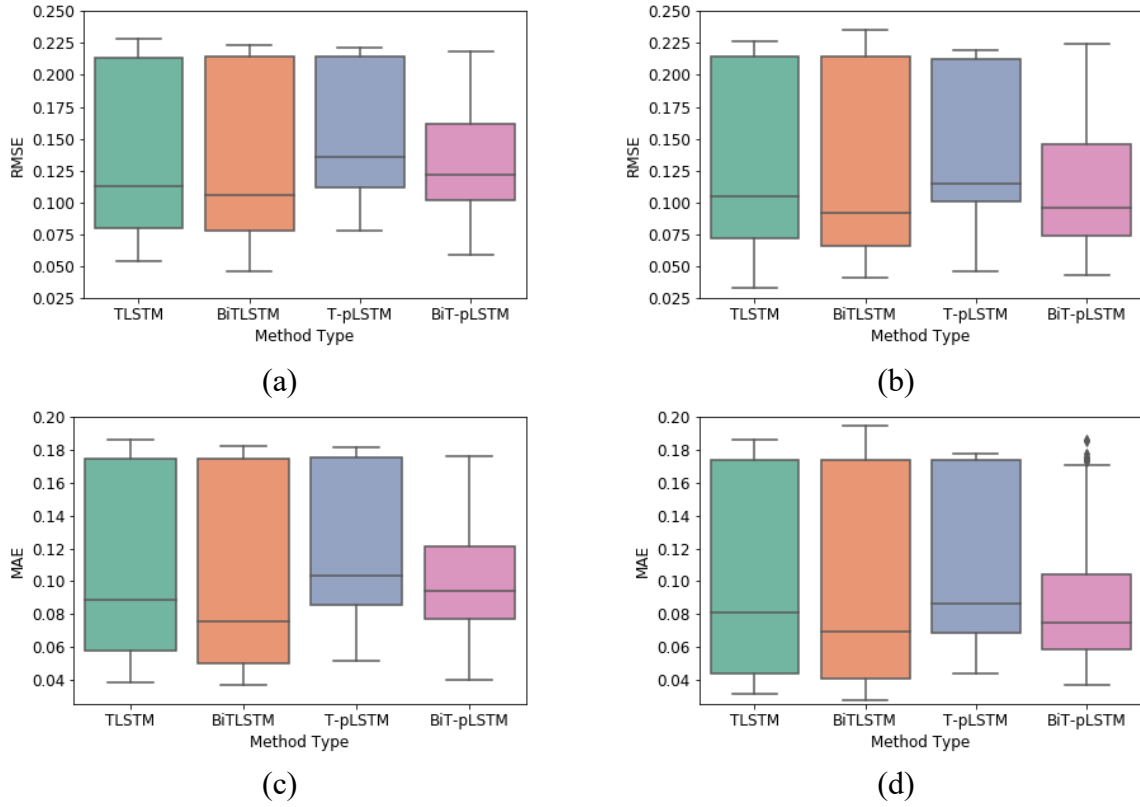 0.250
0.225
0.200
0.175
0.150
0.125
0.100
0.075
0.050
0.025
RMSE
TLSTM BiTLSTM T-pLSTM BiT-pLSTM
Method Type
(a)
0.250
0.225
0.200
0.175
0.150
0.125
0.100
0.075
0.050
0.025
RMSE
TLSTM BiTLSTM T-pLSTM BiT-pLSTM
Method Type
(b)
0.20
0.18
0.16
0.14
0.12
0.10
0.08
0.06
0.04
MAE
TLSTM BiTLSTM T-pLSTM BiT-pLSTM
Method Type
(c)
0.20
0.18
0.16
0.14
0.12
0.10
0.08
0.06
0.04
MAE
TLSTM BiTLSTM T-pLSTM BiT-pLSTM
Method Type
(d)